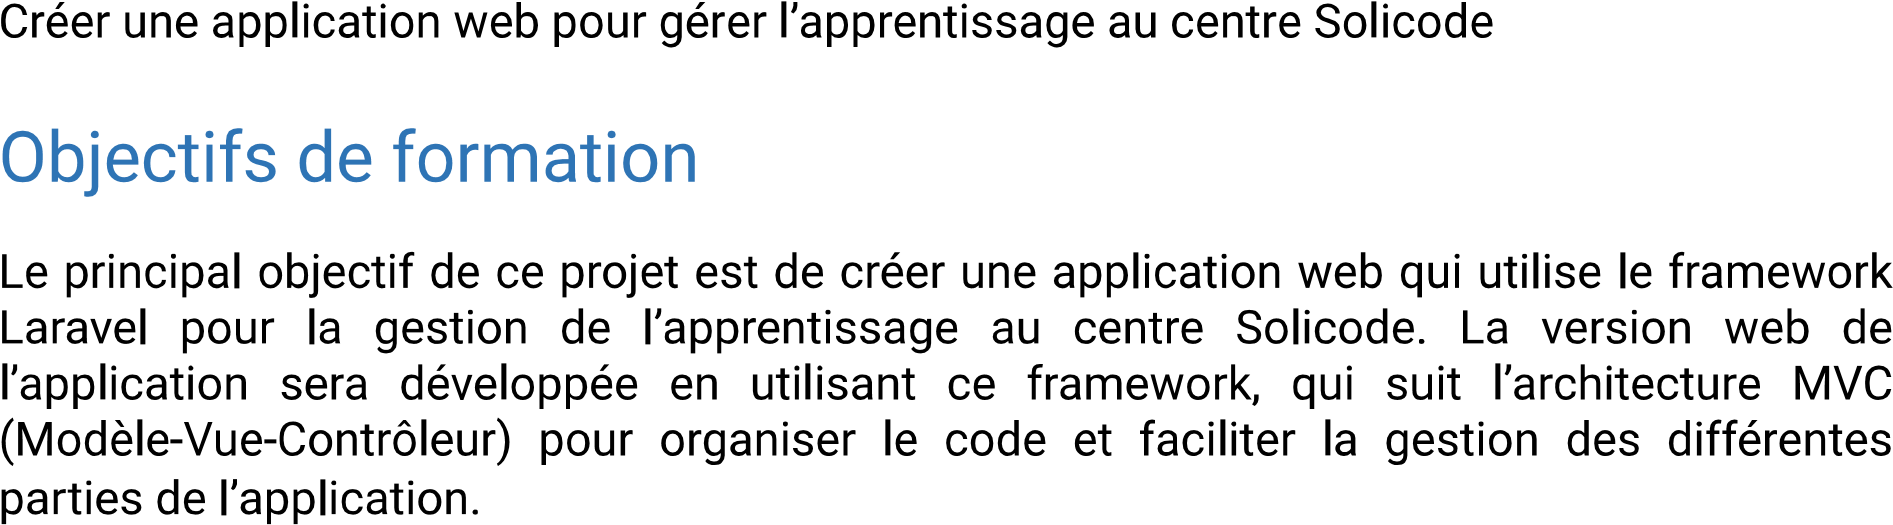 Créer une application web pour gérer l’apprentissage au centre Solicode
Objectifs de formation
Le principal objectif de ce projet est de créer une application web qui utilise le framework
Laravel pour la gestion de l’apprentissage au centre Solicode. La version web de
l’application sera développée en utilisant ce framework, qui suit l’architecture MVC
(Modèle-Vue-Contrôleur) pour organiser le code et faciliter la gestion des différentes
parties de l’application.